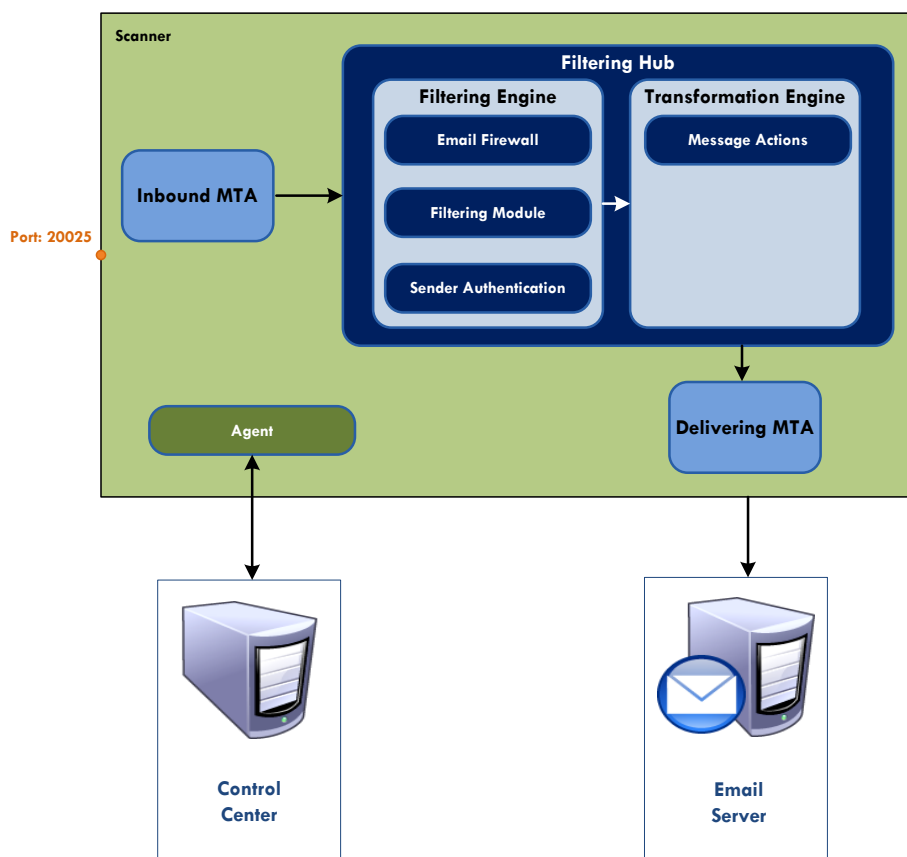 Scanner
Filtering Hub
Filtering Engine
Transformation Engine
Email Firewall
Message Actions
Inbound MTA
Filtering Module
Port: 20025
Sender Authentication
Delivering MTA
Agent
Control
Center
Email
Server